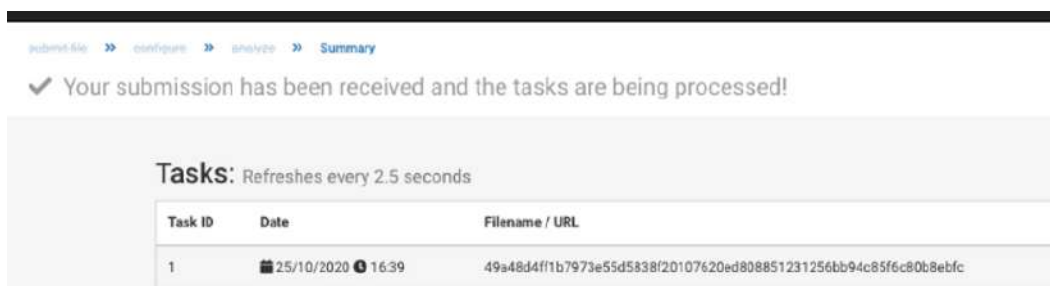 submit file » configure » analyze » Summary
✔ Your submission has been received and the tasks are being processed!
Tasks: Refreshes every 2.5 seconds
Task ID Date Filename / URL
1 25/10/2020 16:39 49a48d4ff1b7973e55d5838f20107620ed808851231256bb94c85f6c80b8ebfc